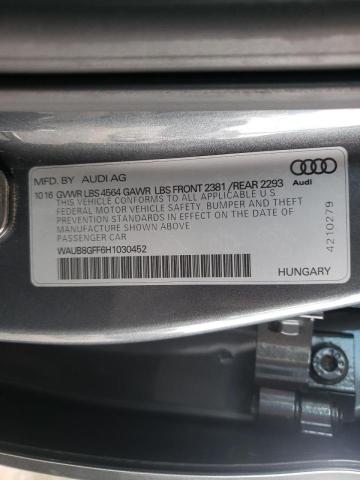 MFD. BY AUDI AG
10 16 GVWR LBS 4564 GAWR LBS FRONT 2381 /REAR 2293
THIS VEHICLE CONFORMS TO ALL APPLICABLE U.S.
FEDERAL MOTOR VEHICLE SAFETY, BUMPER AND THEFT
PREVENTION STANDARDS IN EFFECT ON THE DATE OF
MANUFACTURE SHOWN ABOVE
PASSENGER CAR
WAUB8GFF6H1030452
HUNGARY
Audi
4210279